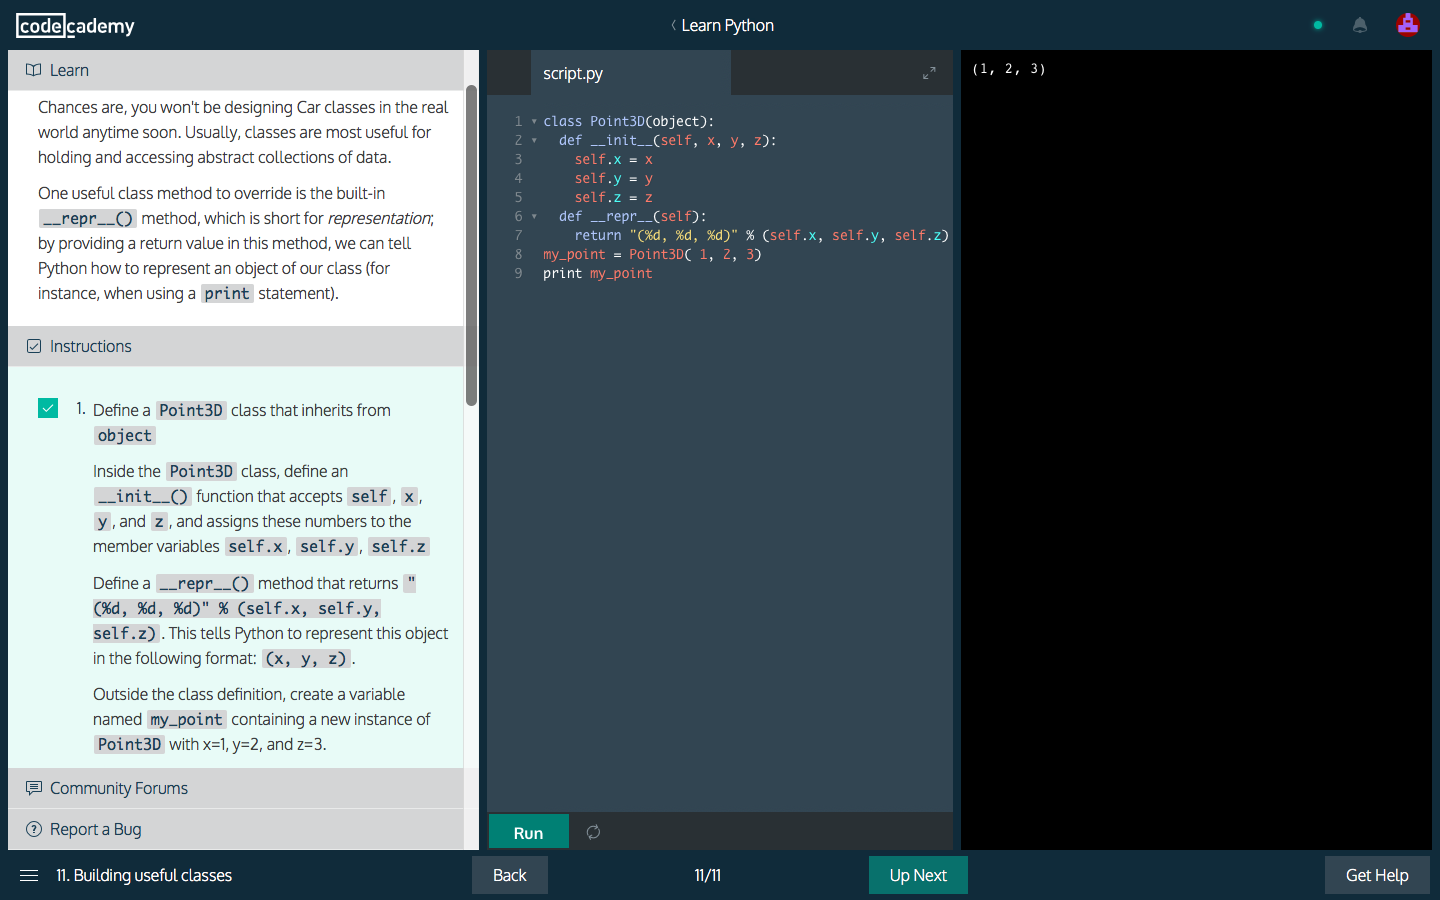 codecademy
Learn Python
Learn
Chances are, you won't be designing Car classes in the real
world anytime soon. Usually, classes are most useful for
holding and accessing abstract collections of data.
One useful class method to override is the built-in
__repr__() method, which is short for representation;
by providing a return value in this method, we can tell
Python how to represent an object of our class (for
instance, when using a print statement).
Instructions
1. Define a Point3D class that inherits from
object
Inside the Point3D class, define an
__init__() function that accepts self, x,
y, and z, and assigns these numbers to the
member variables self.x, self.y, self.z
Define a __repr__() method that returns "
(%d, %d, %d)" % (self.x, self.y,
self.z). This tells Python to represent this object
in the following format: (x, y, z).
Outside the class definition, create a variable
named my_point containing a new instance of
Point3D with x=1, y=2, and z=3.
Community Forums
Report a Bug
script.py
1 class Point3D(object):
2   def __init__(self, x, y, z):
3     self.x = x
4     self.y = y
5     self.z = z
6   def __repr__(self):
7     return "(%d, %d, %d)" % (self.x, self.y, self.z)
8 my_point = Point3D( 1, 2, 3)
9 print my_point
Run
(1, 2, 3)
11. Building useful classes
Back
11/11
Up Next
Get Help